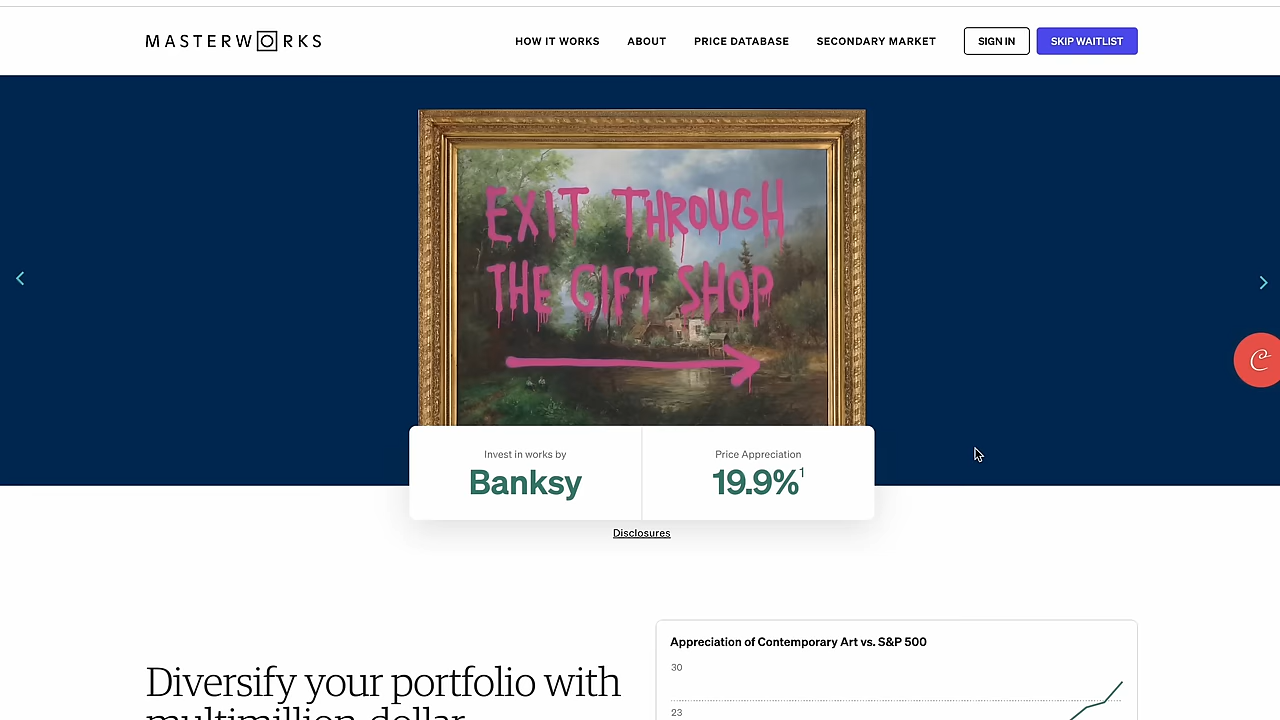 MASTERWORKS
HOW IT WORKS
ABOUT
PRICE DATABASE
SECONDARY MARKET
SIGN IN
SKIP WAITLIST
EXIT THROUGH
THE GIFT SHOP
Invest in works by
Banksy
Price Appreciation
19.9%1
Disclosures
Diversify your portfolio with
multimillion-dollar
Appreciation of Contemporary Art vs. S&P 500
30
23